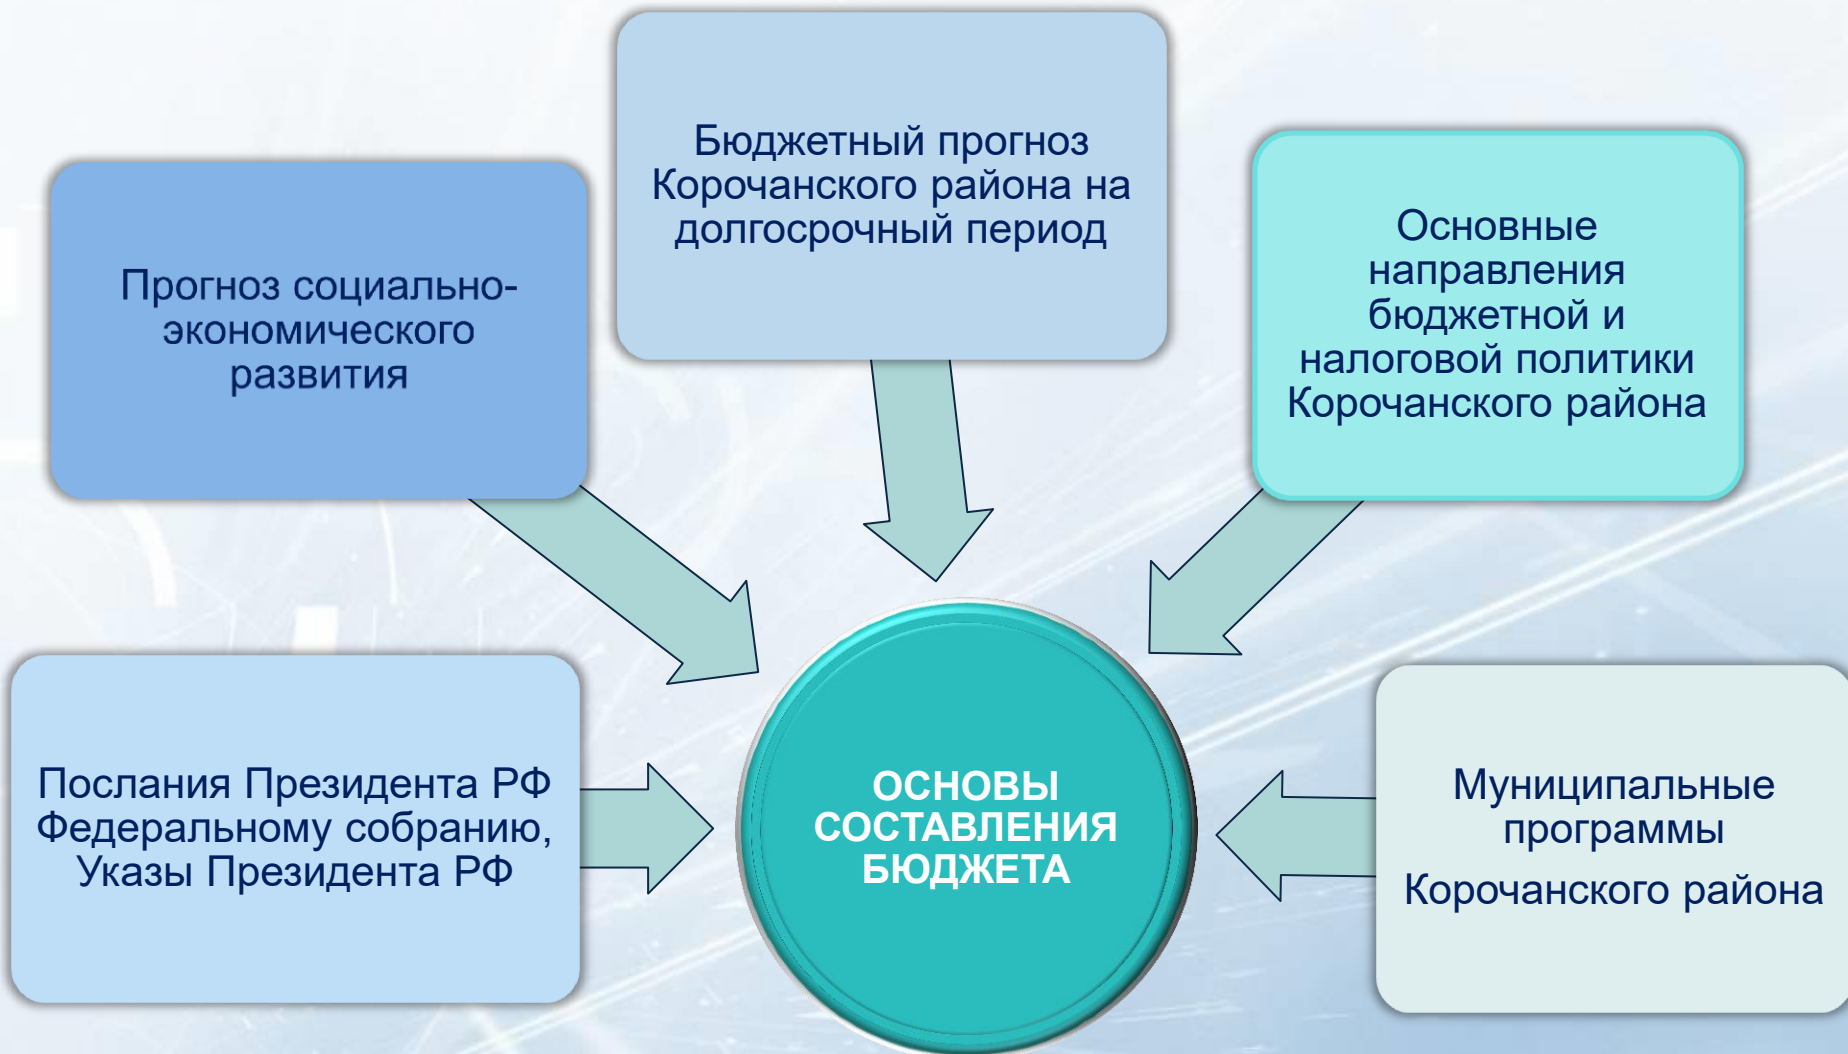 Бюджетный прогноз
Корочанского района на
долгосрочный период
Прогноз социально-
экономического
развития
Основные
направления
бюджетной и
налоговой политики
Корочанского района
Послания Президента РФ
Федеральному собранию,
Указы Президента РФ
ОСНОВЫ
СОСТАВЛЕНИЯ
БЮДЖЕТА
Муниципальные
программы
Корочанского района